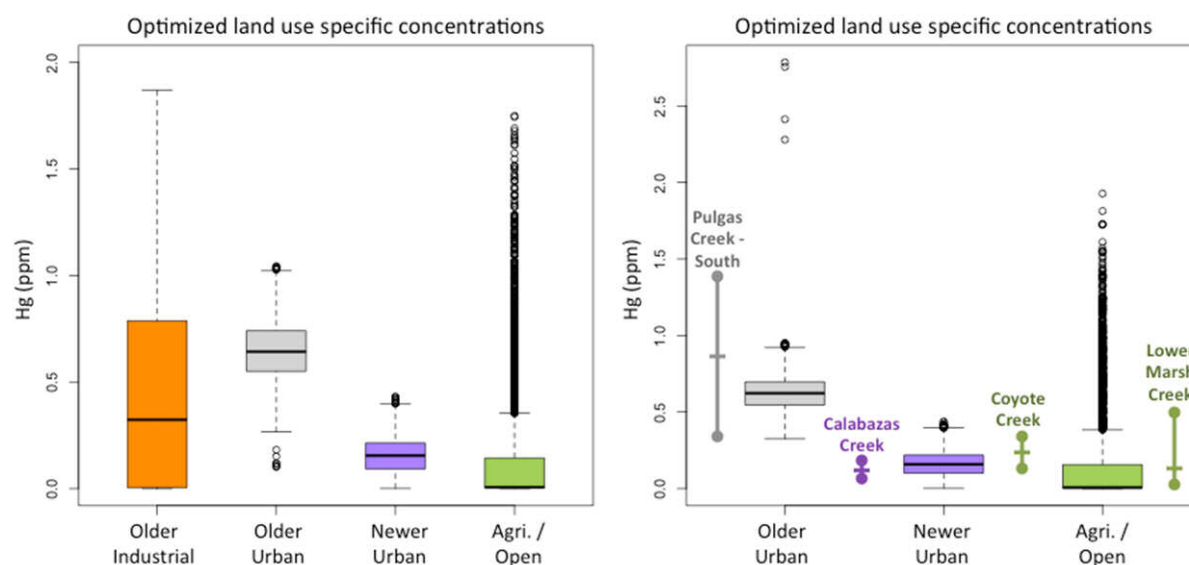 Optimized land use specific concentrations
Hg (ppm)
2.0
1.5
1.0
0.5
0.0
Older
Industrial
Older
Urban
Newer
Urban
Agri. /
Open
Optimized land use specific concentrations
Hg (ppm)
2.5
2.0
1.5
1.0
0.5
0.0
Pulgas
Creek -
South
Calabazas
Creek
Coyote
Creek
Lower
Marsh
Creek
Older
Urban
Newer
Urban
Agri. /
Open